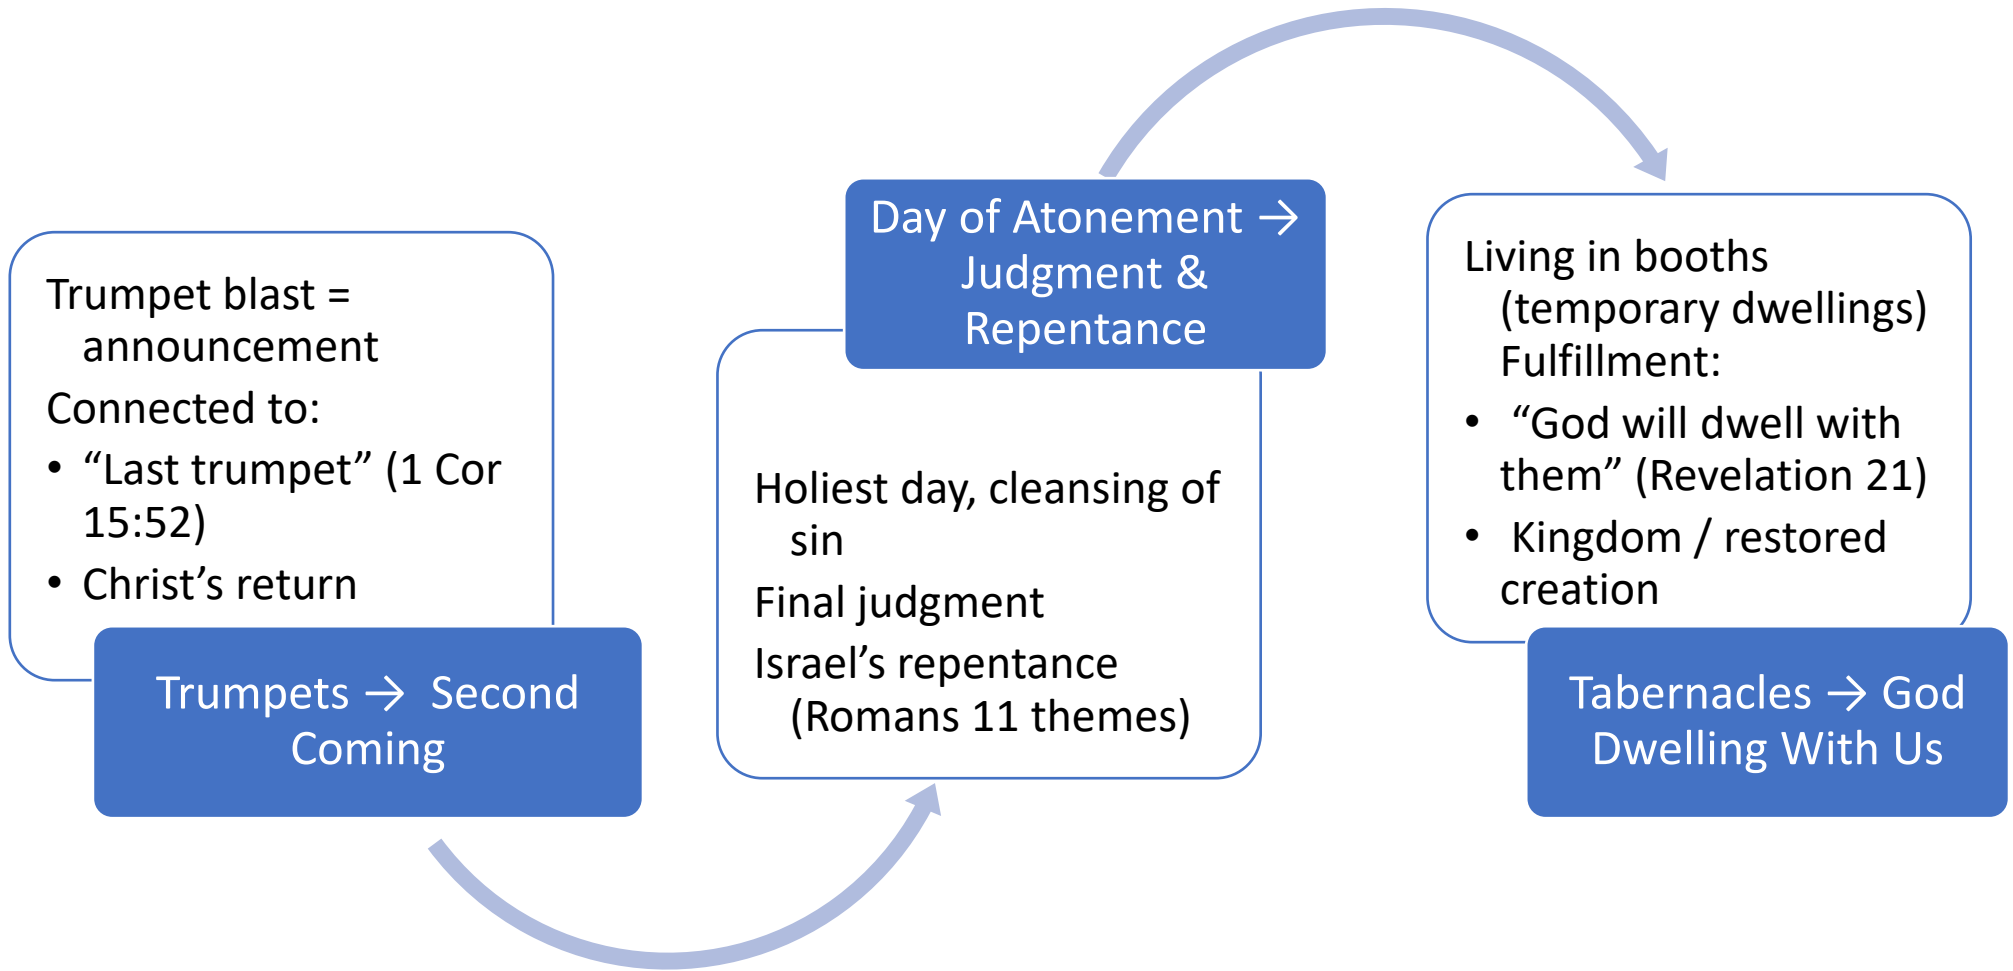 Trumpet blast =
announcement
Connected to:
• “Last trumpet” (1 Cor
15:52)
• Christ’s return
Trumpets → Second
Coming
Day of Atonement →
Judgment &
Repentance
Holiest day, cleansing of
sin
Final judgment
Israel’s repentance
(Romans 11 themes)
Living in booths
(temporary dwellings)
Fulfillment:
• “God will dwell with
them” (Revelation 21)
• Kingdom / restored
creation
Tabernacles → God
Dwelling With Us